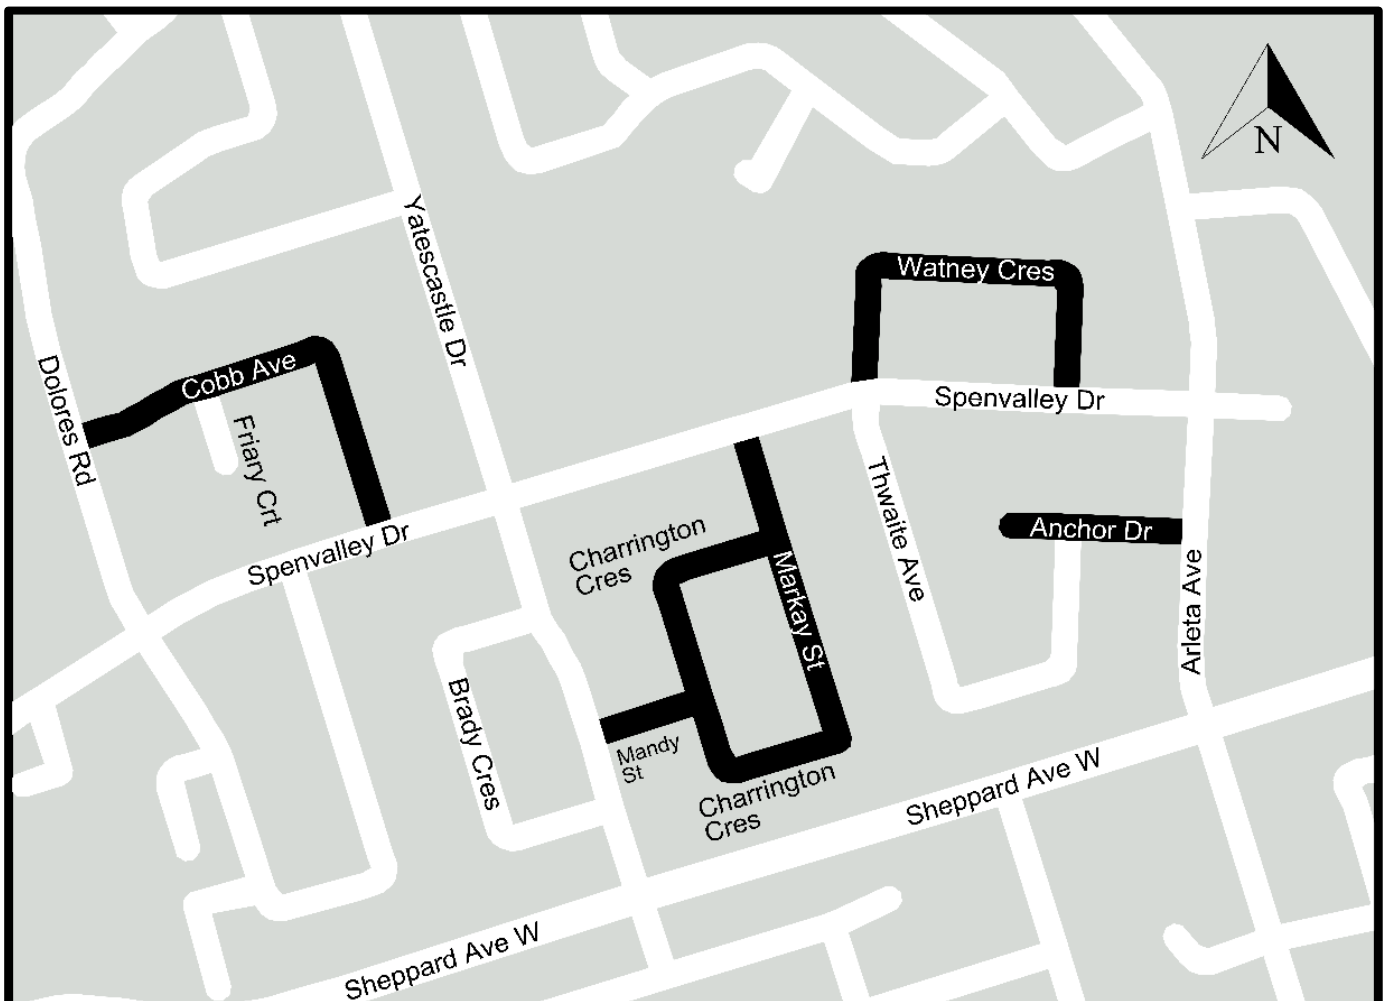 N
Yatescastle Dr
Watney Cres
Cobb Ave
Dolores Rd
Spenvalley Dr
Friary Crt
Thwaite Ave
Charrington
Cres
Anchor Dr
Spenvalley Dr
Markay St
Arleta Ave
Brady Cres
Mandy
St
Charrington
Cres
Sheppard Ave W
Sheppard Ave W